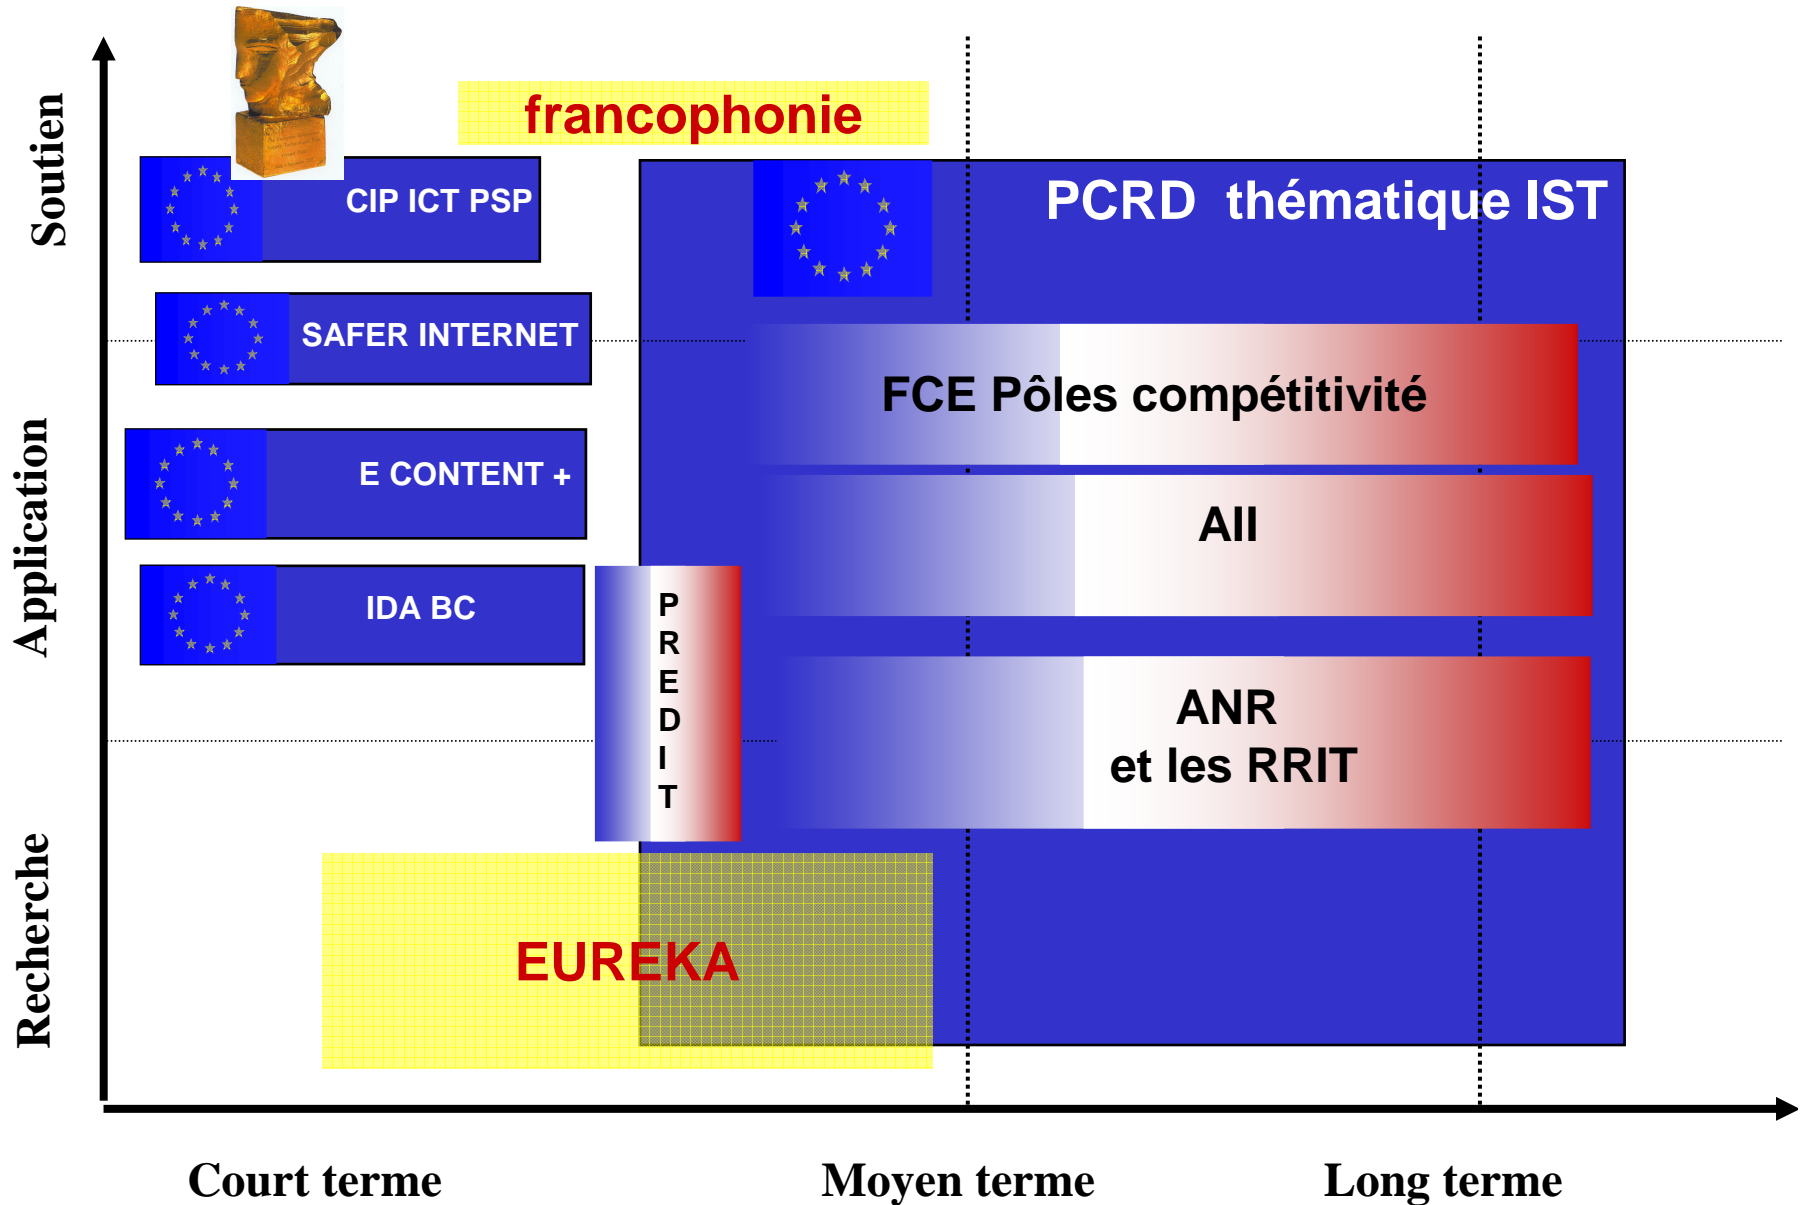 Soutien
Application
Recherche
francophonie
CIP ICT PSP
PCRD thématique IST
SAFER INTERNET
FCE Pôles compétitivité
E CONTENT +
AII
IDA BC
PREDIT
ANR
et les RRIT
EUREKA
Court terme
Moyen terme
Long terme